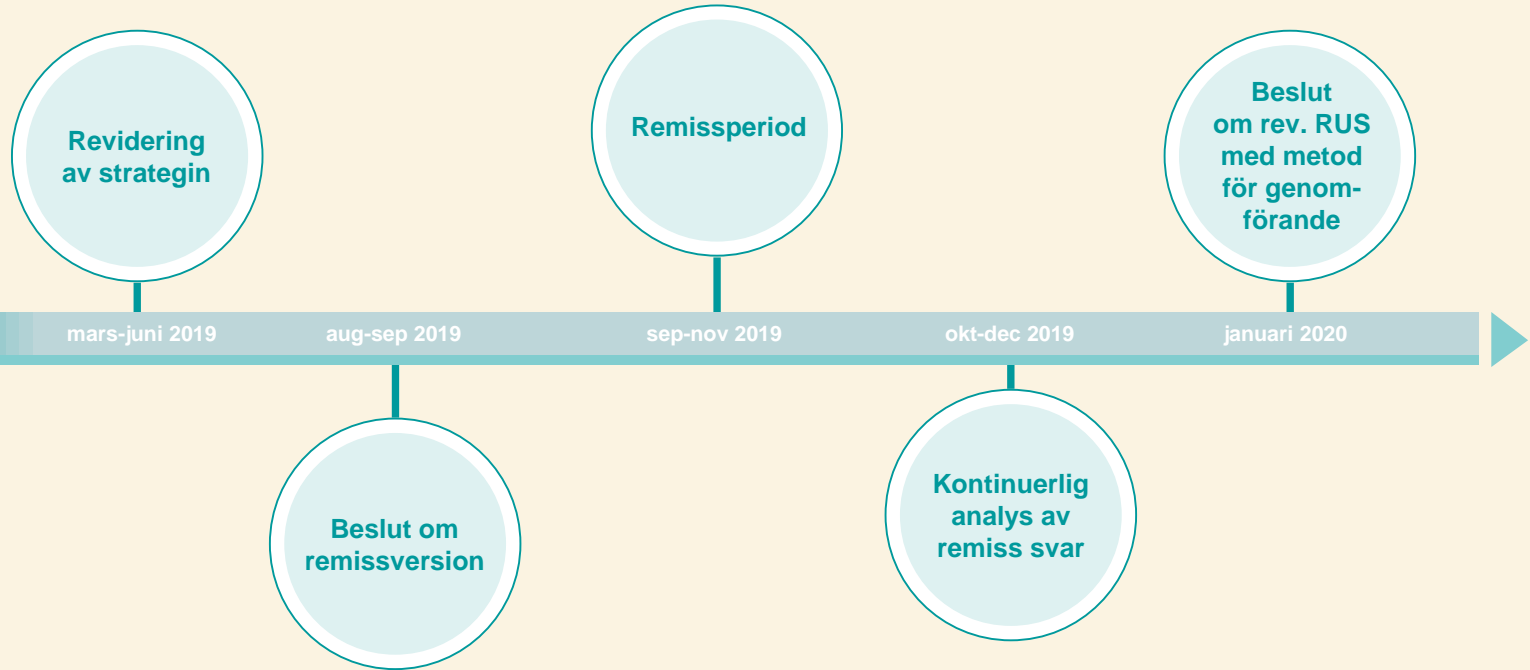 Revidering
av strategin
Remissperiod
Beslut
om rev. RUS
med metod
för genom-
förande
mars-juni 2019
aug-sep 2019
sep-nov 2019
okt-dec 2019
januari 2020
Beslut om
remissversion
Kontinuerlig
analys av
remiss svar